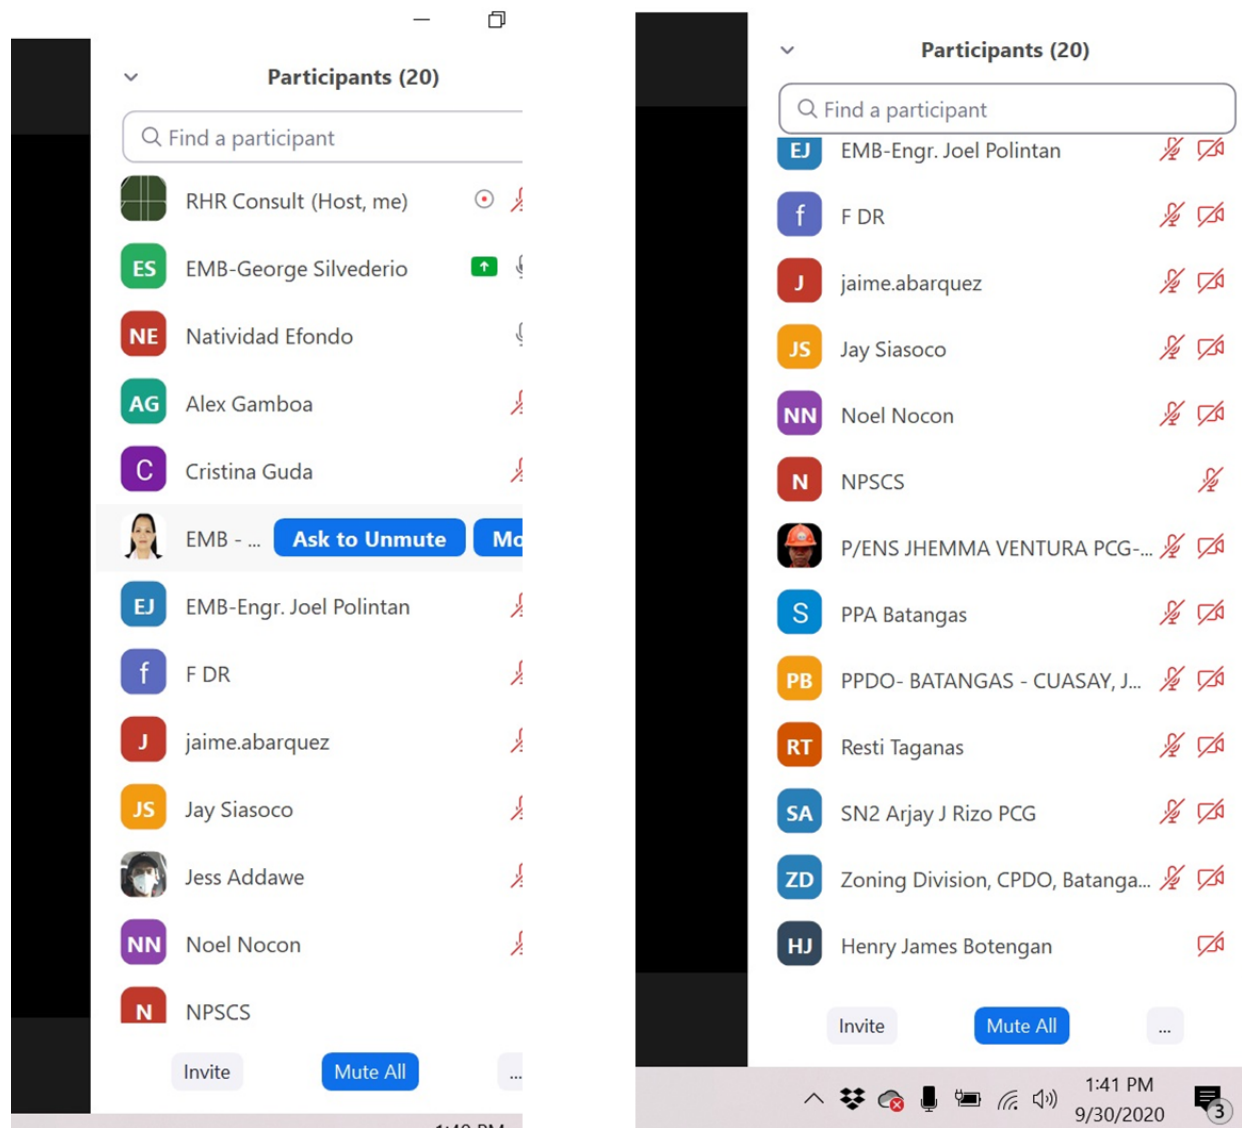 Participants (20)
Find a participant
RHR Consult (Host, me)
ES EMB-George Silvederio
NE Natividad Efondo
AG Alex Gamboa
C Cristina Guda
EMB - ... Ask to Unmute Mo
EJ EMB-Engr. Joel Polintan
f F DR
J jaime.abarquez
JS Jay Siasoco
Jess Addawe
NN Noel Nocon
N NPSCS
Invite Mute All ...
Participants (20)
Find a participant
EJ EMB-Engr. Joel Polintan
f F DR
J jaime.abarquez
JS Jay Siasoco
NN Noel Nocon
N NPSCS
P/ENS JHEMMA VENTURA PCG-...
S PPA Batangas
PB PPDO- BATANGAS - CUASAY, J...
RT Resti Taganas
SA SN2 Arjay J Rizo PCG
ZD Zoning Division, CPDO, Batanga...
HJ Henry James Botengan
Invite Mute All ...
1:41 PM
9/30/2020
3